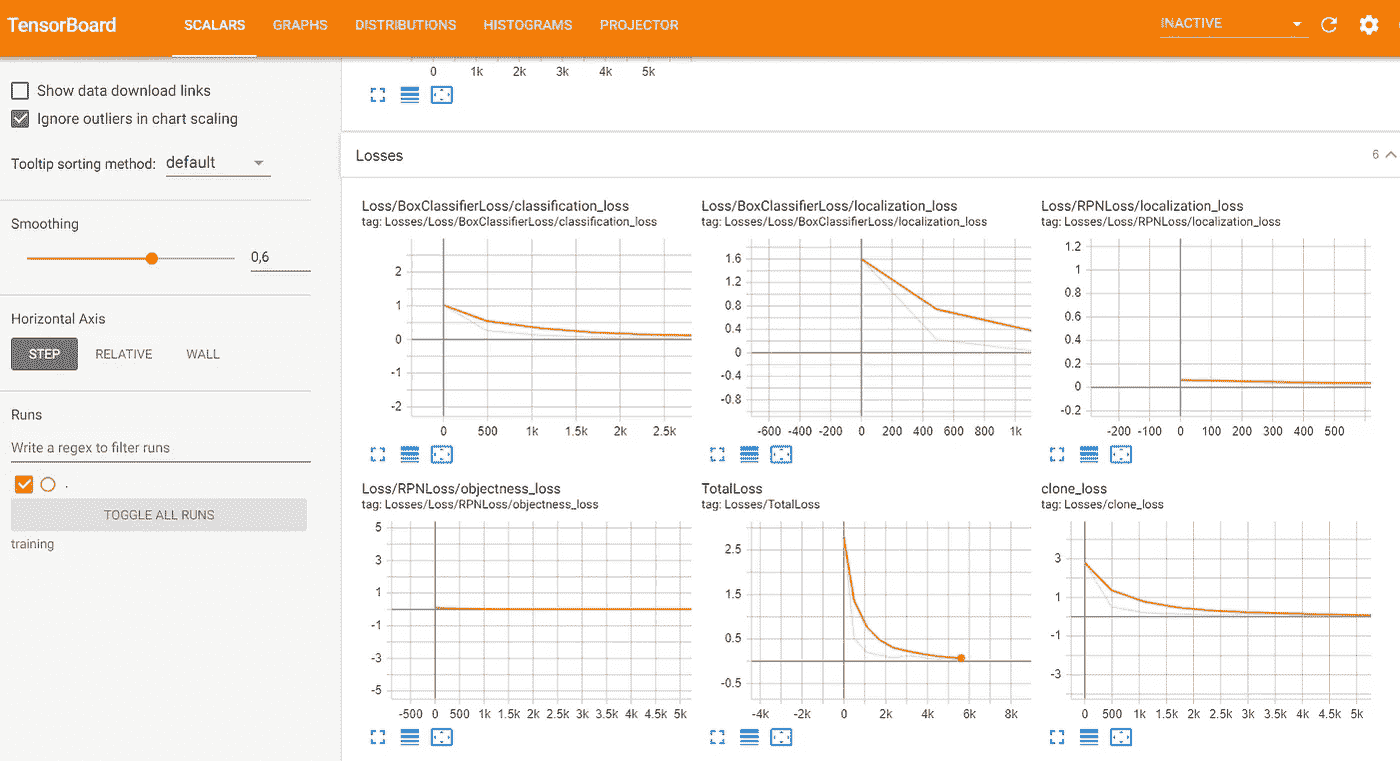 TensorBoard SCALARS GRAPHS DISTRIBUTIONS HISTOGRAMS PROJECTOR INACTIVE
0 1k 2k 3k 4k 5k
Show data download links
Ignore outliers in chart scaling
Tooltip sorting method: default
Smoothing
0,6
Horizontal Axis
STEP RELATIVE WALL
Runs
Write a regex to filter runs
.
TOGGLE ALL RUNS
training
Losses 6
Loss/BoxClassifierLoss/classification_loss
tag: Losses/Loss/BoxClassifierLoss/classification_loss
2
1
0
-1
-2
0 500 1k 1.5k 2k 2.5k
Loss/BoxClassifierLoss/localization_loss
tag: Losses/Loss/BoxClassifierLoss/localization_loss
1.6
1.2
0.8
0.4
0
-0.4
-0.8
-600 -400 -200 0 200 400 600 800 1k
Loss/RPNLoss/localization_loss
tag: Losses/Loss/RPNLoss/localization_loss
1.2
1
0.8
0.6
0.4
0.2
0
-0.2
-200 -100 0 100 200 300 400 500
Loss/RPNLoss/objectness_loss
tag: Losses/Loss/RPNLoss/objectness_loss
5
3
1
-1
-3
-5
-500 0 500 1k 1.5k 2k 2.5k 3k 3.5k 4k 4.5k 5k
TotalLoss
tag: Losses/TotalLoss
2.5
1.5
0.5
-0.5
-4k -2k 0 2k 4k 6k 8k
clone_loss
tag: Losses/clone_loss
3
1
-1
-3
0 500 1k 1.5k 2k 2.5k 3k 3.5k 4k 4.5k 5k